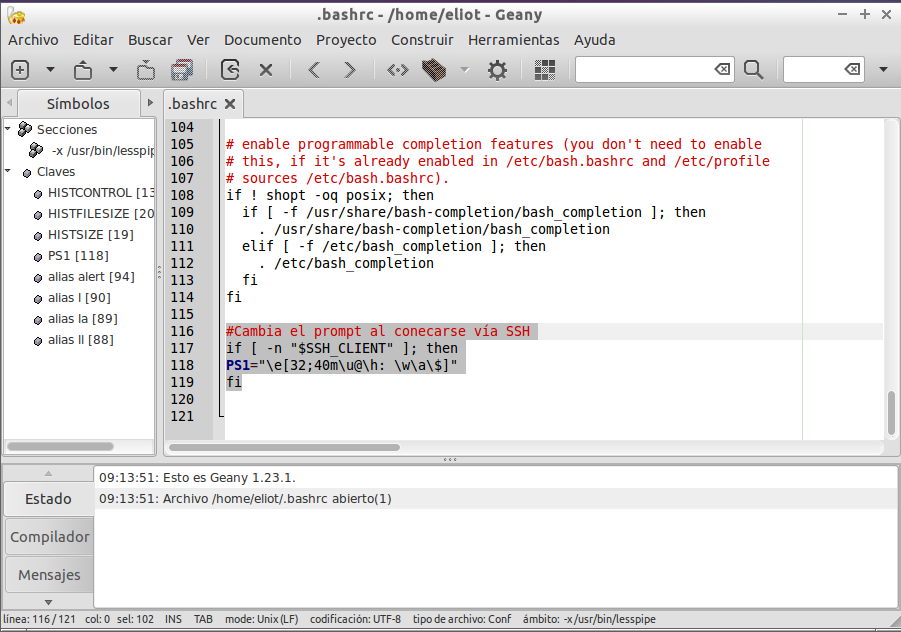 .bashrc - /home/eliot - Geany
Archivo Editar Buscar Ver Documento Proyecto Construir Herramientas Ayuda
Símbolos
.bashrc
Secciones
-x /usr/bin/lesspip
Claves
HISTCONTROL [13
HISTFILESIZE [20
HISTSIZE [19]
PS1 [118]
alias alert [94]
alias l [90]
alias la [89]
alias ll [88]
104
105 # enable programmable completion features (you don't need to enable
106 # this, if it's already enabled in /etc/bash.bashrc and /etc/profile
107 # sources /etc/bash.bashrc).
108 if ! shopt -oq posix; then
109 if [ -f /usr/share/bash-completion/bash_completion ]; then
110 . /usr/share/bash-completion/bash_completion
111 elif [ -f /etc/bash_completion ]; then
112 . /etc/bash_completion
113 fi
114 fi
115
116 #Cambia el prompt al conecarse vía SSH
117 if [ -n "$SSH_CLIENT" ]; then
118 PS1="\e[32;40m\u@\h: \w\a\$]"
119 fi
120
121
Estado
Compilador
Mensajes
09:13:51: Esto es Geany 1.23.1.
09:13:51: Archivo /home/eliot/.bashrc abierto(1)
línea: 116 / 121 col: 0 sel: 102 INS TAB modo: Unix (LF) codificación: UTF-8 tipo de archivo: Conf ámbito: -x /usr/bin/lesspipe